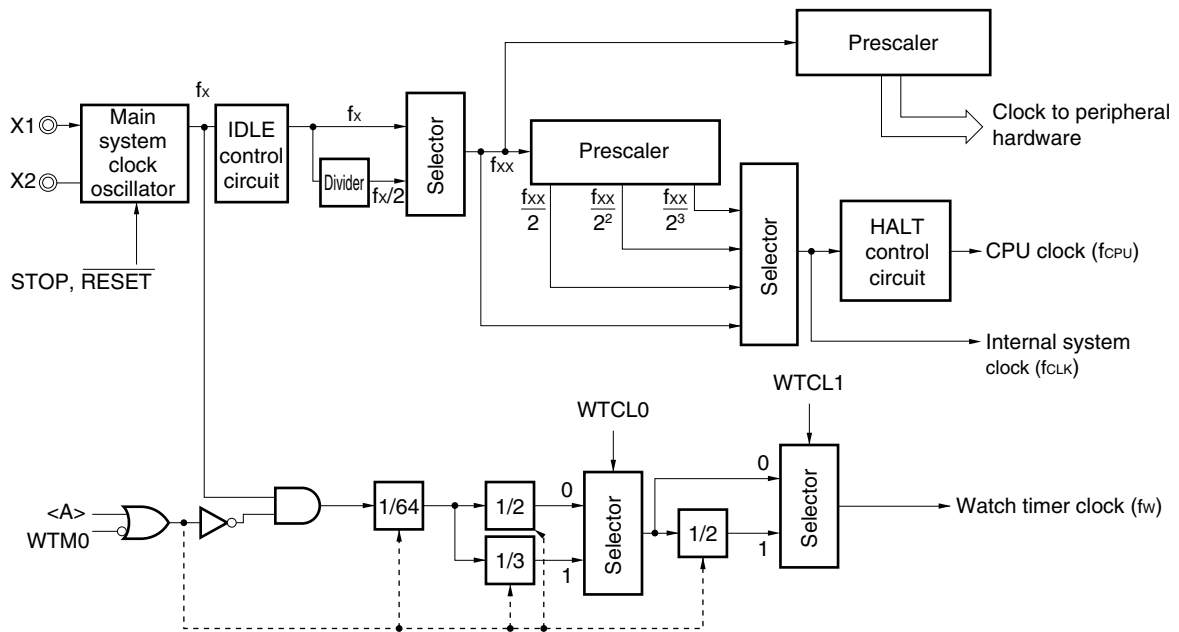 Prescaler
Clock to peripheral
hardware
fx
X1
X2
Main
system
clock
oscillator
IDLE
control
circuit
fx
Divider
fx/2
Selector
fxx
Prescaler
fxx
2
fxx
2²
fxx
2³
Selector
HALT
control
circuit
CPU clock (fCPU)
STOP, RESET
Internal system
clock (fCLK)
WTCL1
WTCL0
<A>
WTM0
1/64
1/2
0
1/3
1
Selector
1/2
0
1
Selector
Watch timer clock (fw)